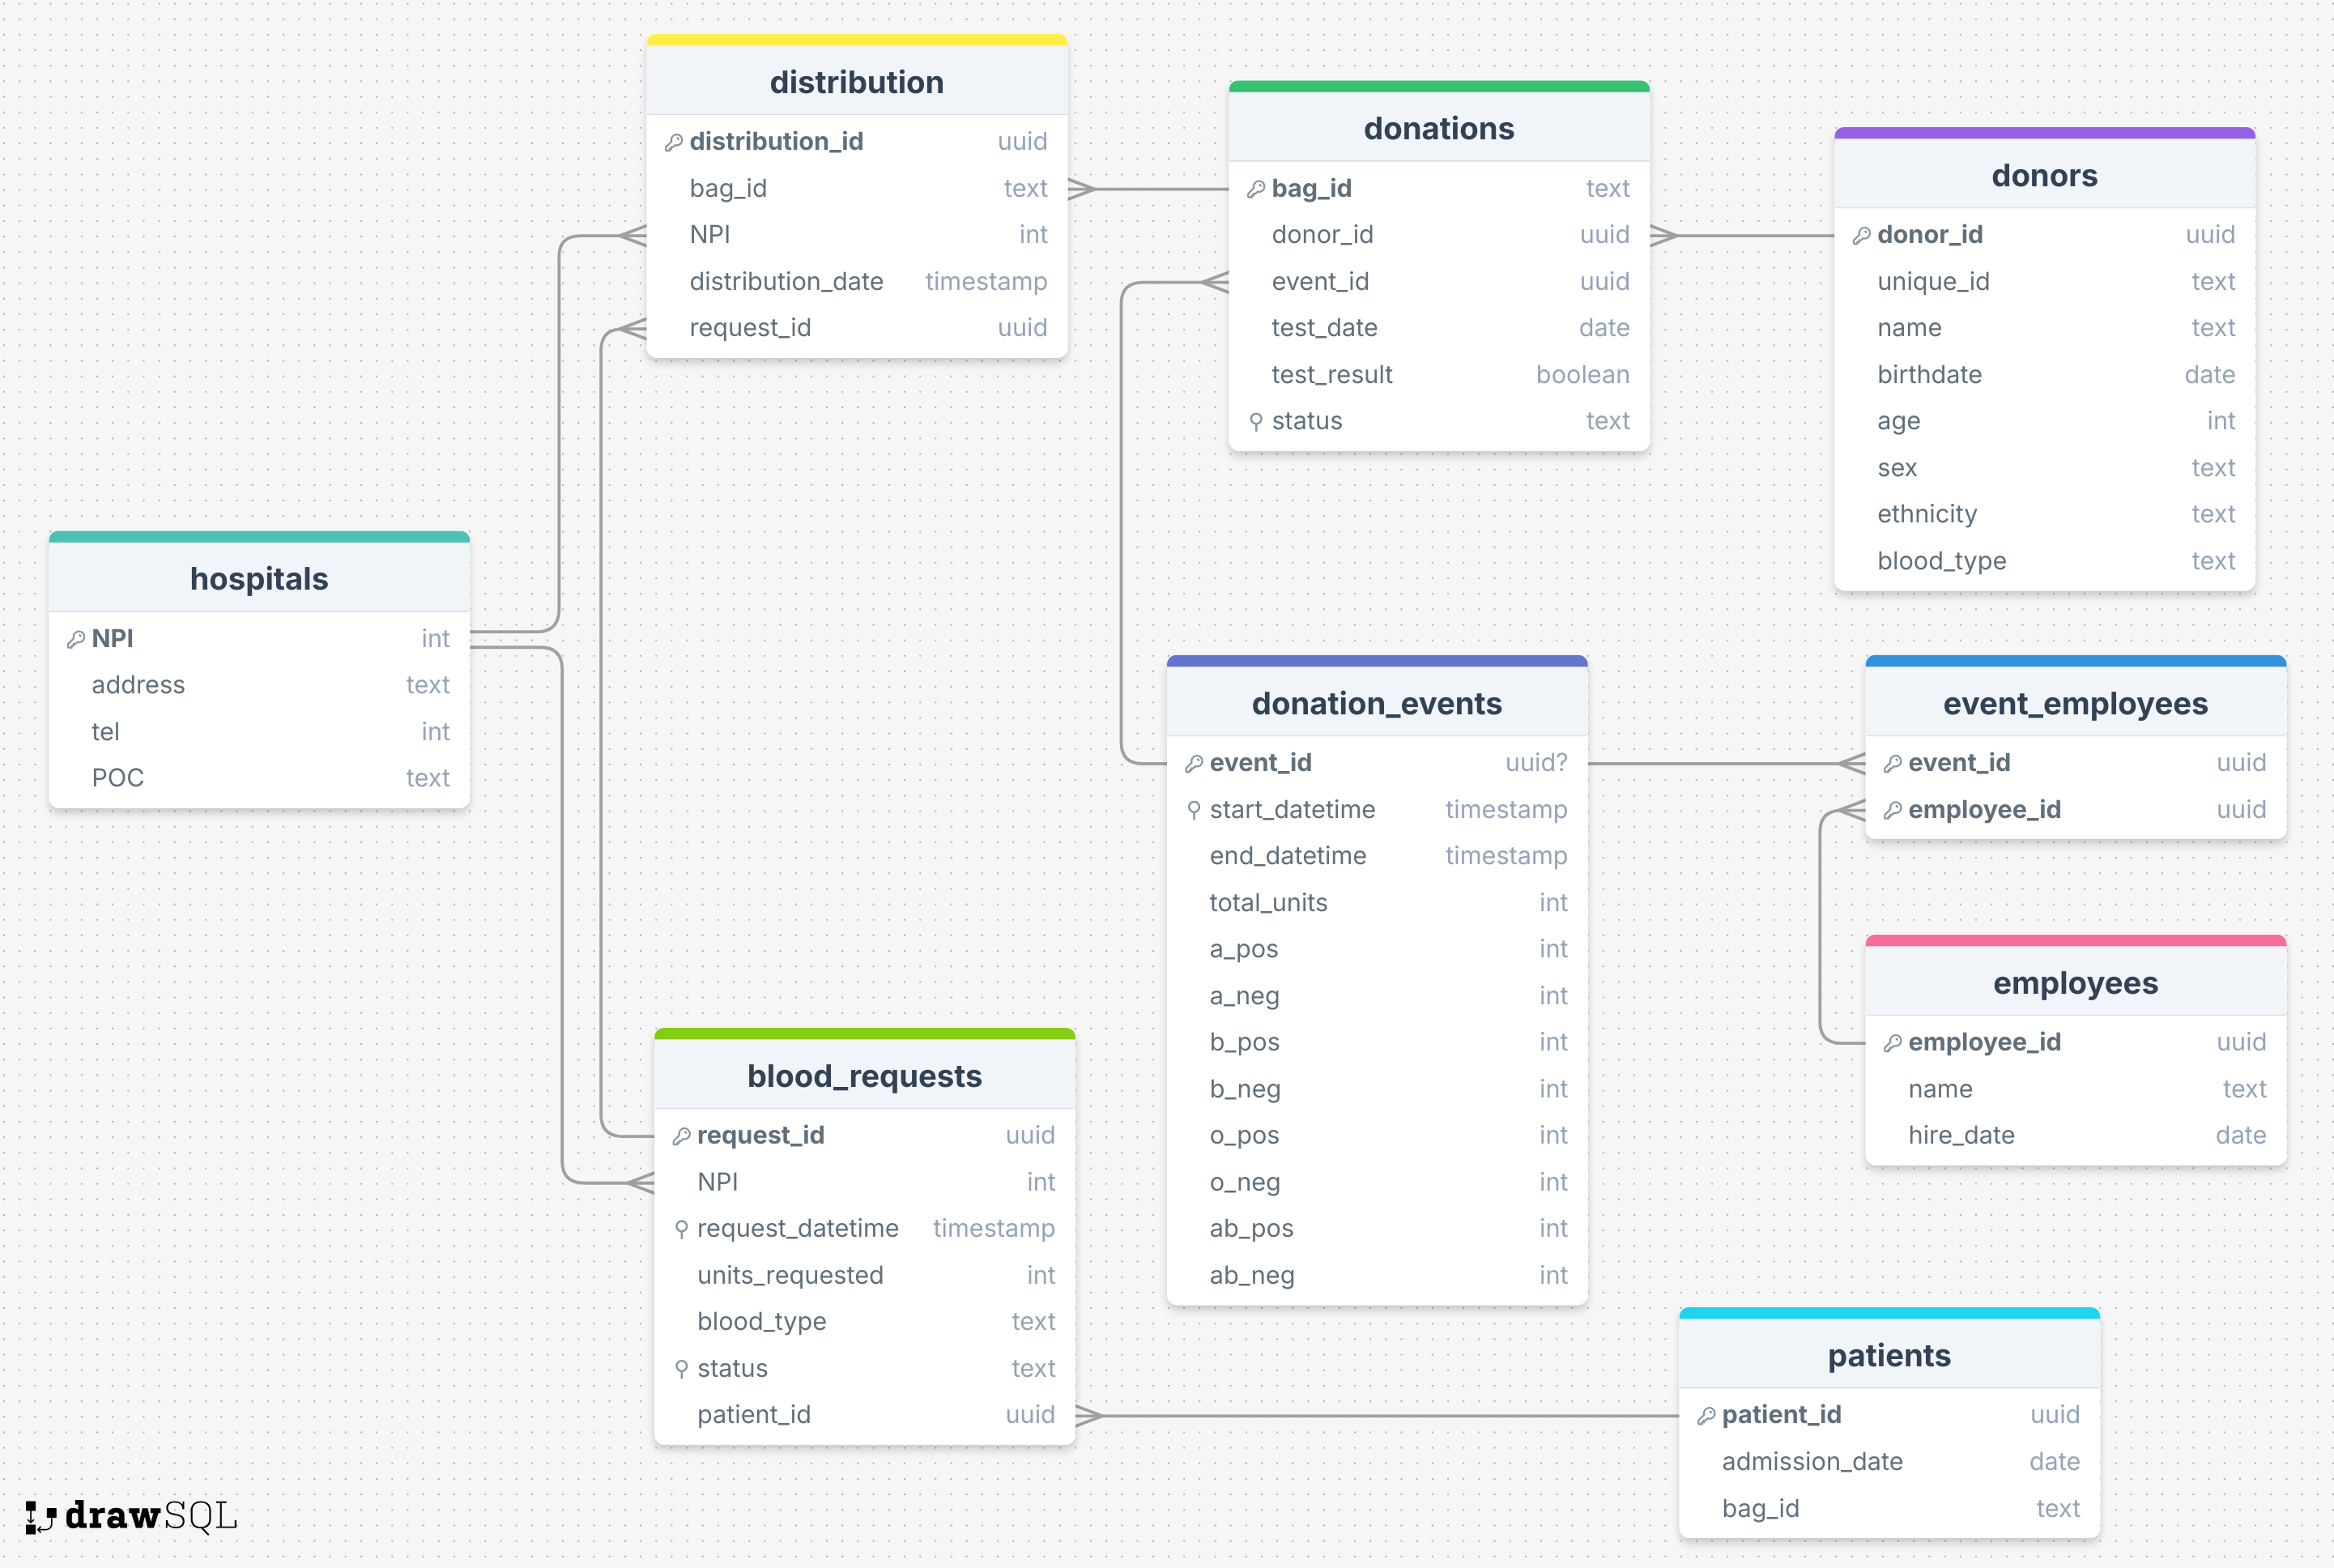 distribution
distribution_id uuid
bag_id text
NPI int
distribution_date timestamp
request_id uuid
donations
bag_id text
donor_id uuid
event_id uuid
test_date date
test_result boolean
status text
donors
donor_id uuid
unique_id text
name text
birthdate date
age int
sex text
ethnicity text
blood_type text
hospitals
NPI int
address text
tel int
POC text
donation_events
event_id uuid?
start_datetime timestamp
end_datetime timestamp
total_units int
a_pos int
a_neg int
b_pos int
b_neg int
o_pos int
o_neg int
ab_pos int
ab_neg int
event_employees
event_id uuid
employee_id uuid
employees
employee_id uuid
name text
hire_date date
blood_requests
request_id uuid
NPI int
request_datetime timestamp
units_requested int
blood_type text
status text
patient_id uuid
patients
patient_id uuid
admission_date date
bag_id text
drawSQL